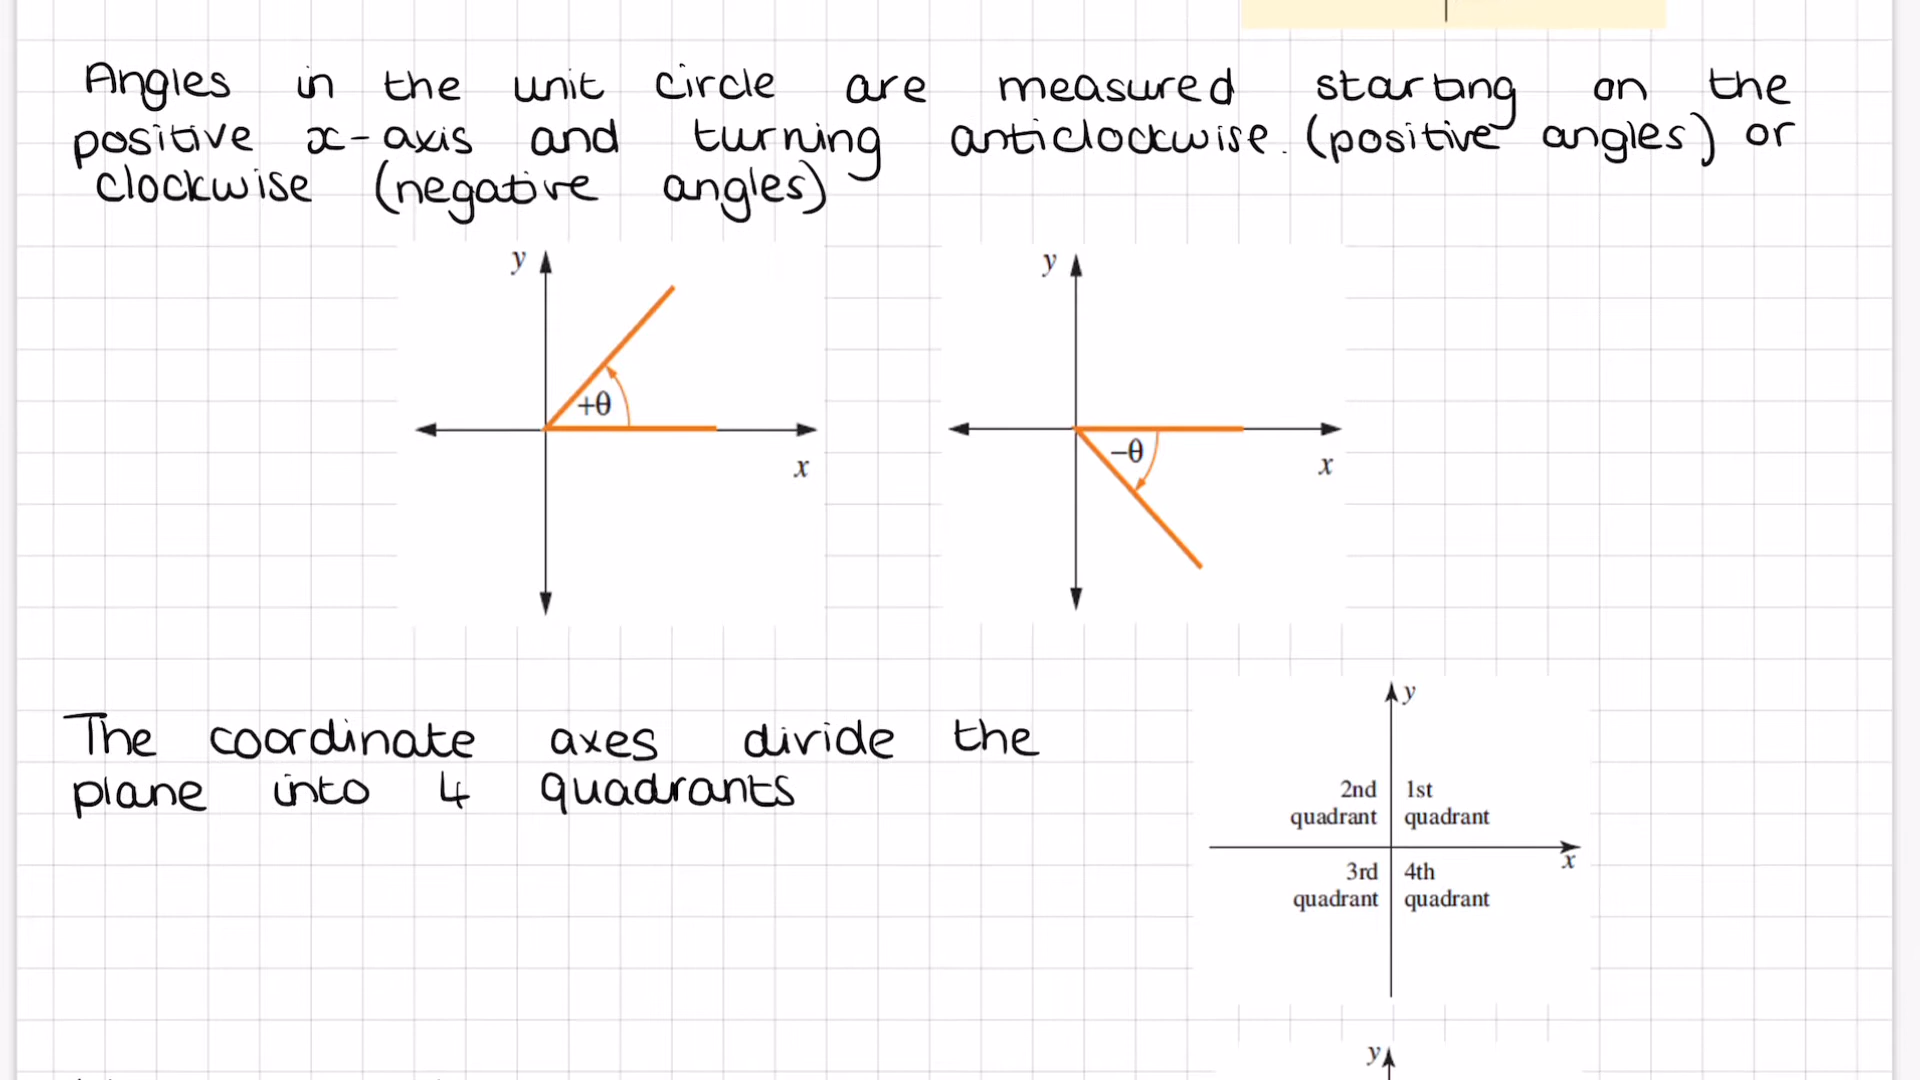 Angles in the unit circle are measured starting on the
positive x-axis and turning anticlockwise. (positive angles) or
clockwise (negative angles)
y
y
+θ
−θ
x
x
The coordinate axes divide the
plane into 4 quadrants
y
2nd 1st
quadrant quadrant
x
3rd 4th
quadrant quadrant
y